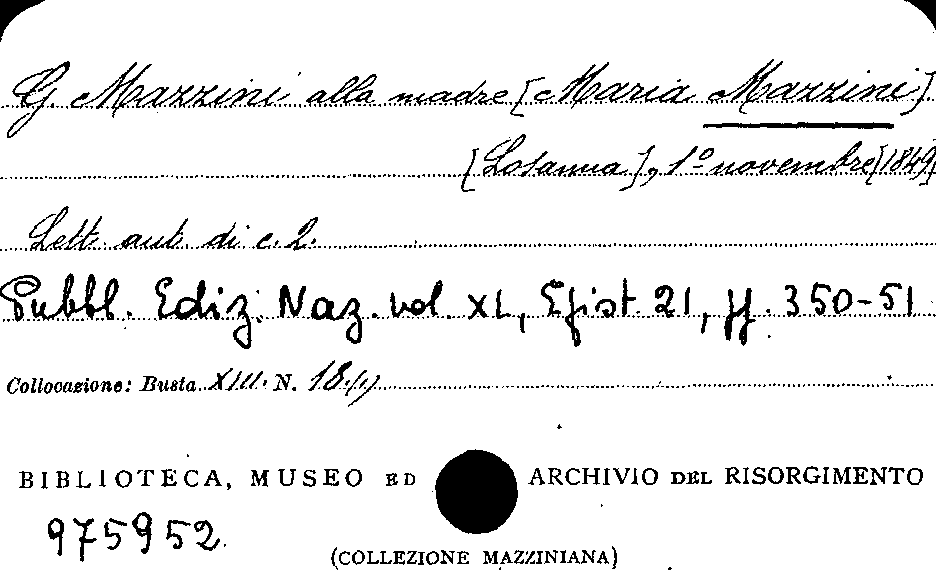 G. Mazzini alla madre [Maria Mazzini]
[Losanna], 1º novembre [1849]
Lett. aut. di c. 2.
Pubbl. Ediz. Naz. vol. XL, Epist. 21, pp. 350-51
Collocazione: Busta XIII. N. 18/1/
BIBLIOTECA, MUSEO ED ARCHIVIO DEL RISORGIMENTO
975952
(COLLEZIONE MAZZINIANA)